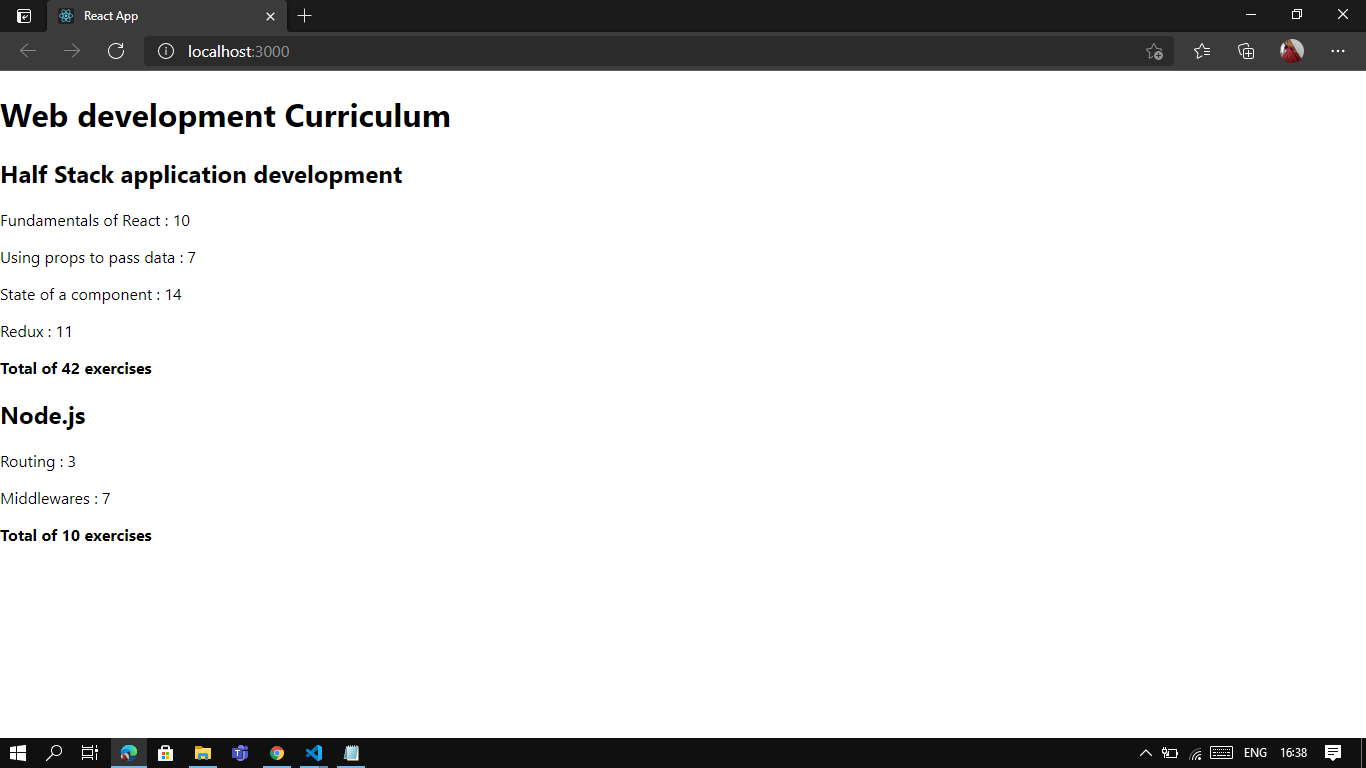 React App
localhost:3000
Web development Curriculum
Half Stack application development
Fundamentals of React : 10
Using props to pass data : 7
State of a component : 14
Redux : 11
Total of 42 exercises
Node.js
Routing : 3
Middlewares : 7
Total of 10 exercises
ENG 16:38